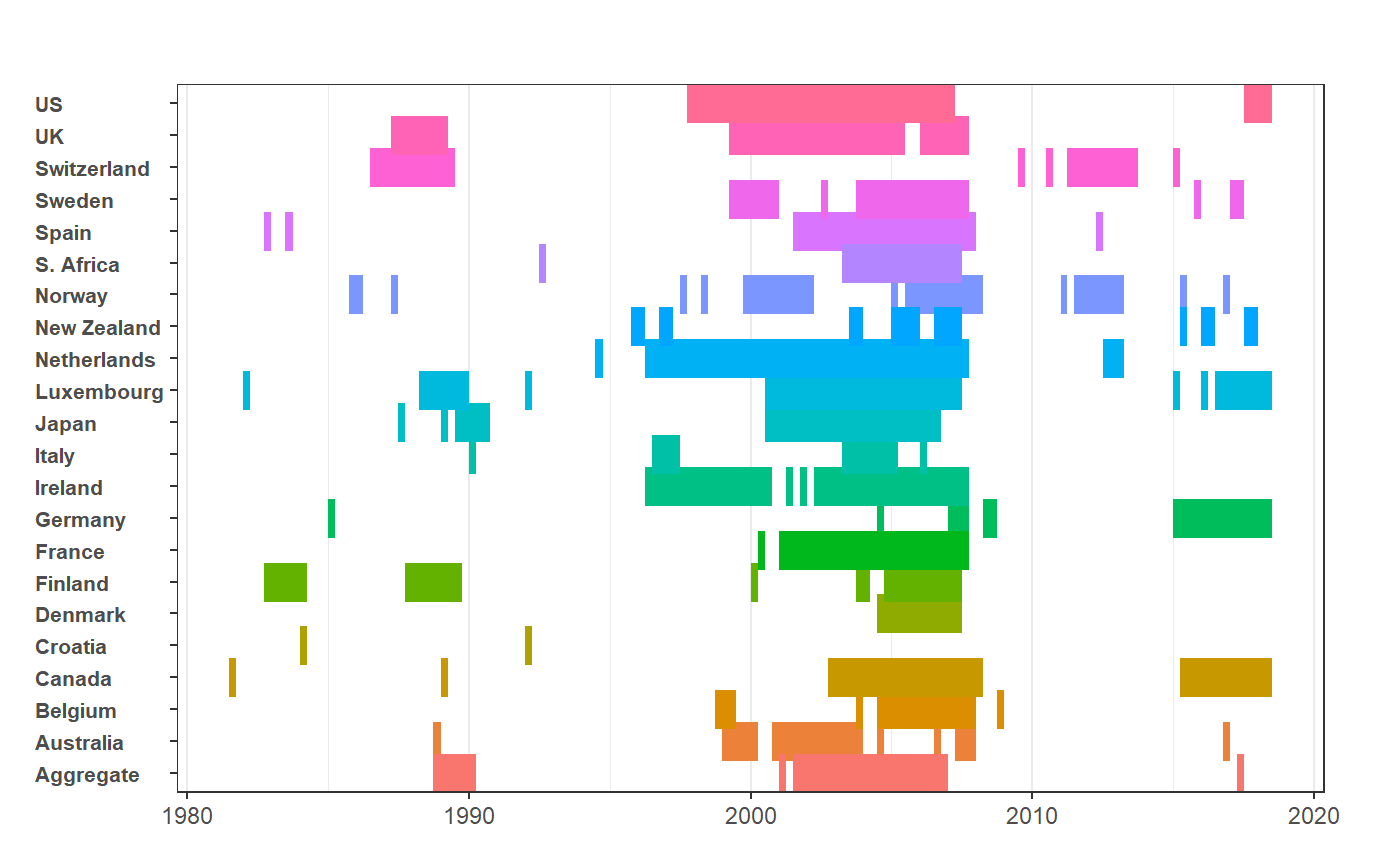 US
UK
Switzerland
Sweden
Spain
S. Africa
Norway
New Zealand
Netherlands
Luxembourg
Japan
Italy
Ireland
Germany
France
Finland
Denmark
Croatia
Canada
Belgium
Australia
Aggregate
1980 1990 2000 2010 2020